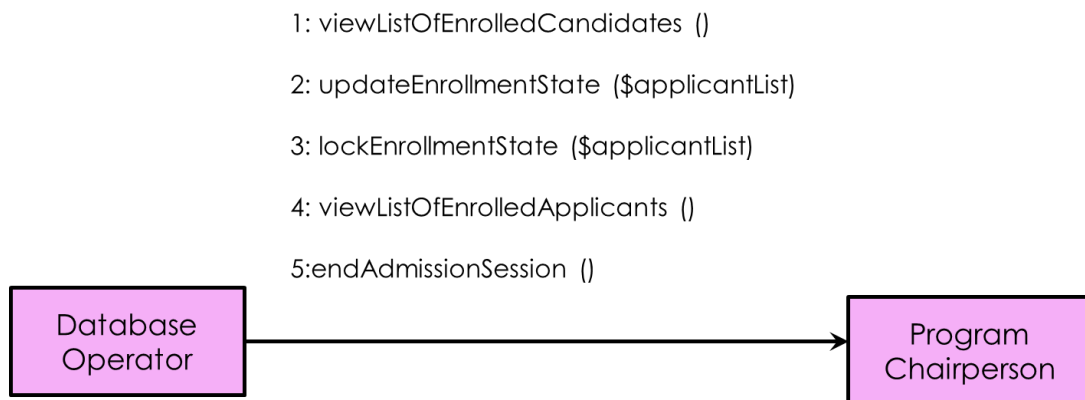 1: viewListOfEnrolledCandidates ()
2: updateEnrollmentState ($applicantList)
3: lockEnrollmentState ($applicantList)
4: viewListOfEnrolledApplicants ()
5:endAdmissionSession ()
Database
Operator
Program
Chairperson